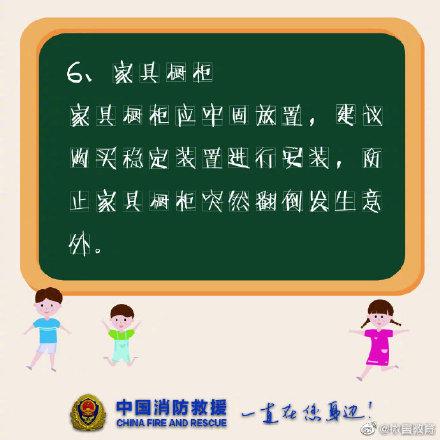 6、家具橱柜
家具橱柜应牢固放置，建议
购买稳定装置进行安装，防
止家具橱柜突然翻倒发生意
外。
中国消防救援
CHINA FIRE AND RESCUE
一直在您身边！